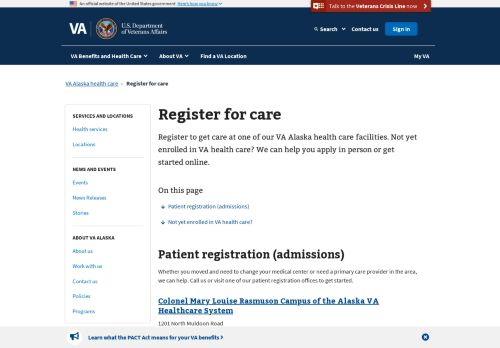 An official website of the United States government Here's how you know
Talk to the Veterans Crisis Line now
VA
U.S. Department
of Veterans Affairs
Search
Contact us
Sign in
VA Benefits and Health Care
About VA
Find a VA Location
My VA
VA Alaska health care
Register for care
SERVICES AND LOCATIONS
Health services
Locations
NEWS AND EVENTS
Events
News Releases
Stories
ABOUT VA ALASKA
About us
Work with us
Contact us
Policies
Programs
Register for care
Register to get care at one of our VA Alaska health care facilities. Not yet
enrolled in VA health care? We can help you apply in person or get
started online.
On this page
Patient registration (admissions)
Not yet enrolled in VA health care?
Patient registration (admissions)
Whether you moved and need to change your medical center or need a primary care provider in the area,
we can help. Call us or visit one of our patient registration offices to get started.
Colonel Mary Louise Rasmuson Campus of the Alaska VA
Healthcare System
1201 North Muldoon Road
Learn what the PACT Act means for your VA benefits